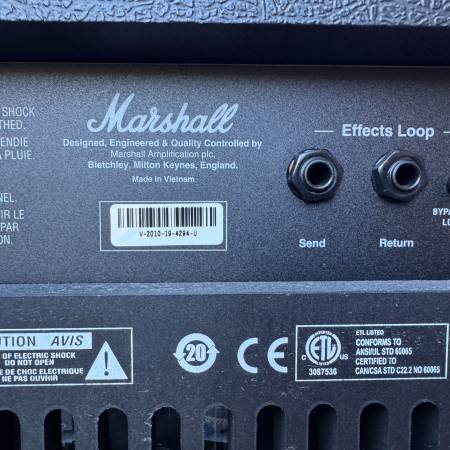 SHOCK
THED.
ENDIE
A PLUIE.
NEL.
IR LE
PAR
ON.
Marshall
Designed, Engineered & Quality Controlled by
Marshall Amplification plc,
Bletchley, Milton Keynes, England.
Made in Vietnam
V-2010-19-4294-U
Effects Loop
Send
Return
BYPA
LO
UTION AVIS
OF ELECTRIC SHOCK
DO NOT OPEN
DE CHOC ELECTRIQUE
NE PAS OUVRIR
20
CE
ETL LISTED
CONFORMS TO
ANSI/UL STD 60065
CERTIFIED TO
CAN/CSA STD C22.2 NO 60065
C ETL US
3087536